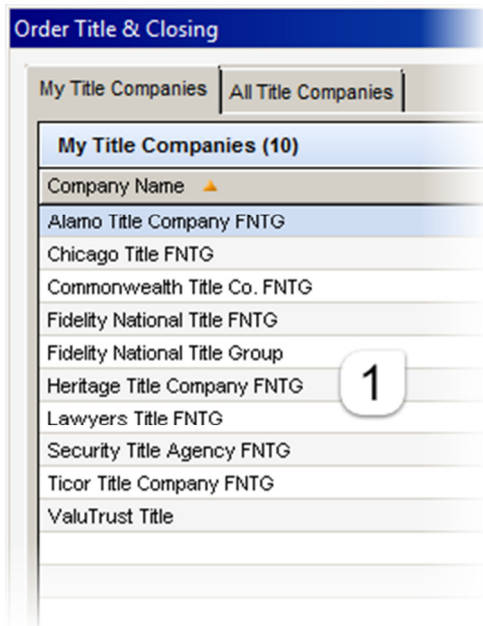 Order Title & Closing
My Title Companies All Title Companies
My Title Companies (10)
Company Name
Alamo Title Company FNTG
Chicago Title FNTG
Commonwealth Title Co. FNTG
Fidelity National Title FNTG
Fidelity National Title Group
Heritage Title Company FNTG
1
Lawyers Title FNTG
Security Title Agency FNTG
Ticor Title Company FNTG
ValuTrust Title